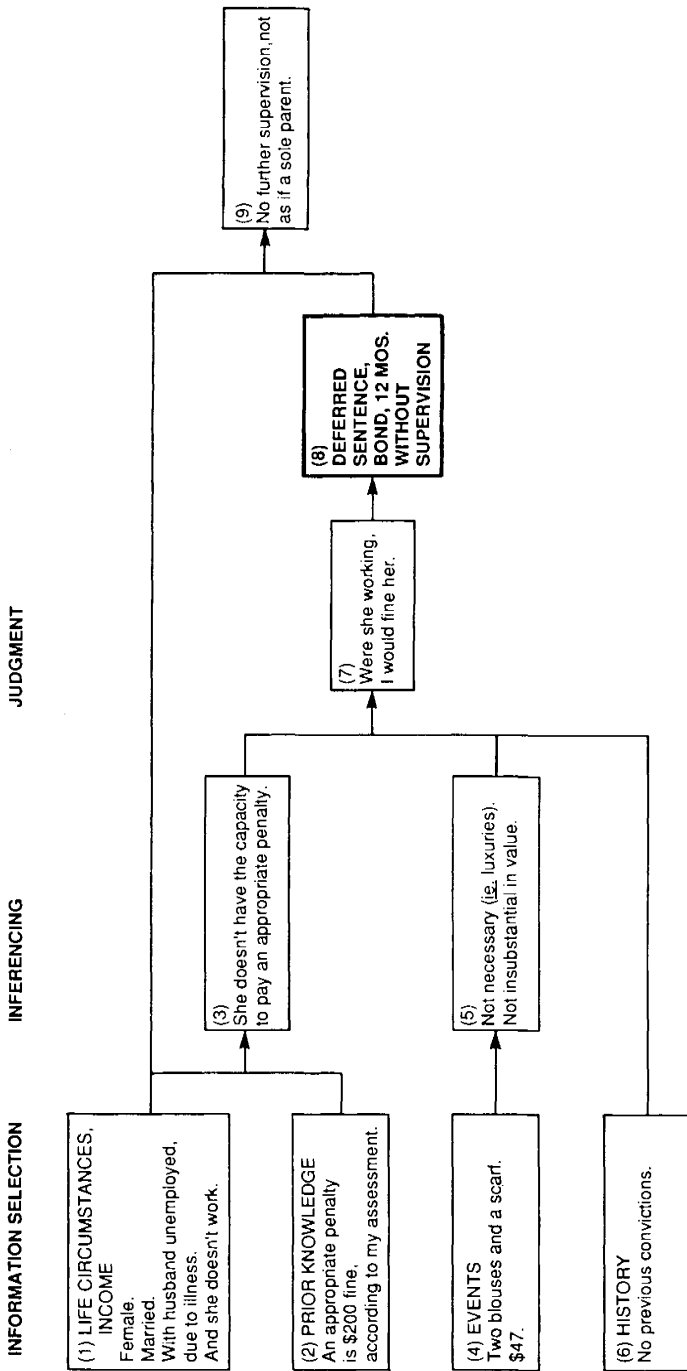 INFORMATION SELECTION
INFERENCING
JUDGMENT
(1) LIFE CIRCUMSTANCES,
INCOME
Female.
Married.
With husband unemployed,
due to illness.
And she doesn't work.
(2) PRIOR KNOWLEDGE
An appropriate penalty
is $200 fine,
according to my assessment.
(3)
She doesn't have the capacity
to pay an appropriate penalty.
(4) EVENTS
Two blouses and a scarf.
$47.
(5)
Not necessary (ie. luxuries).
Not insubstantial in value.
(6) HISTORY
No previous convictions.
(7)
Were she working,
I would fine her.
(8)
DEFERRED
SENTENCE,
BOND, 12 MOS.
WITHOUT
SUPERVISION
(9)
No further supervision,not
as if a sole parent.